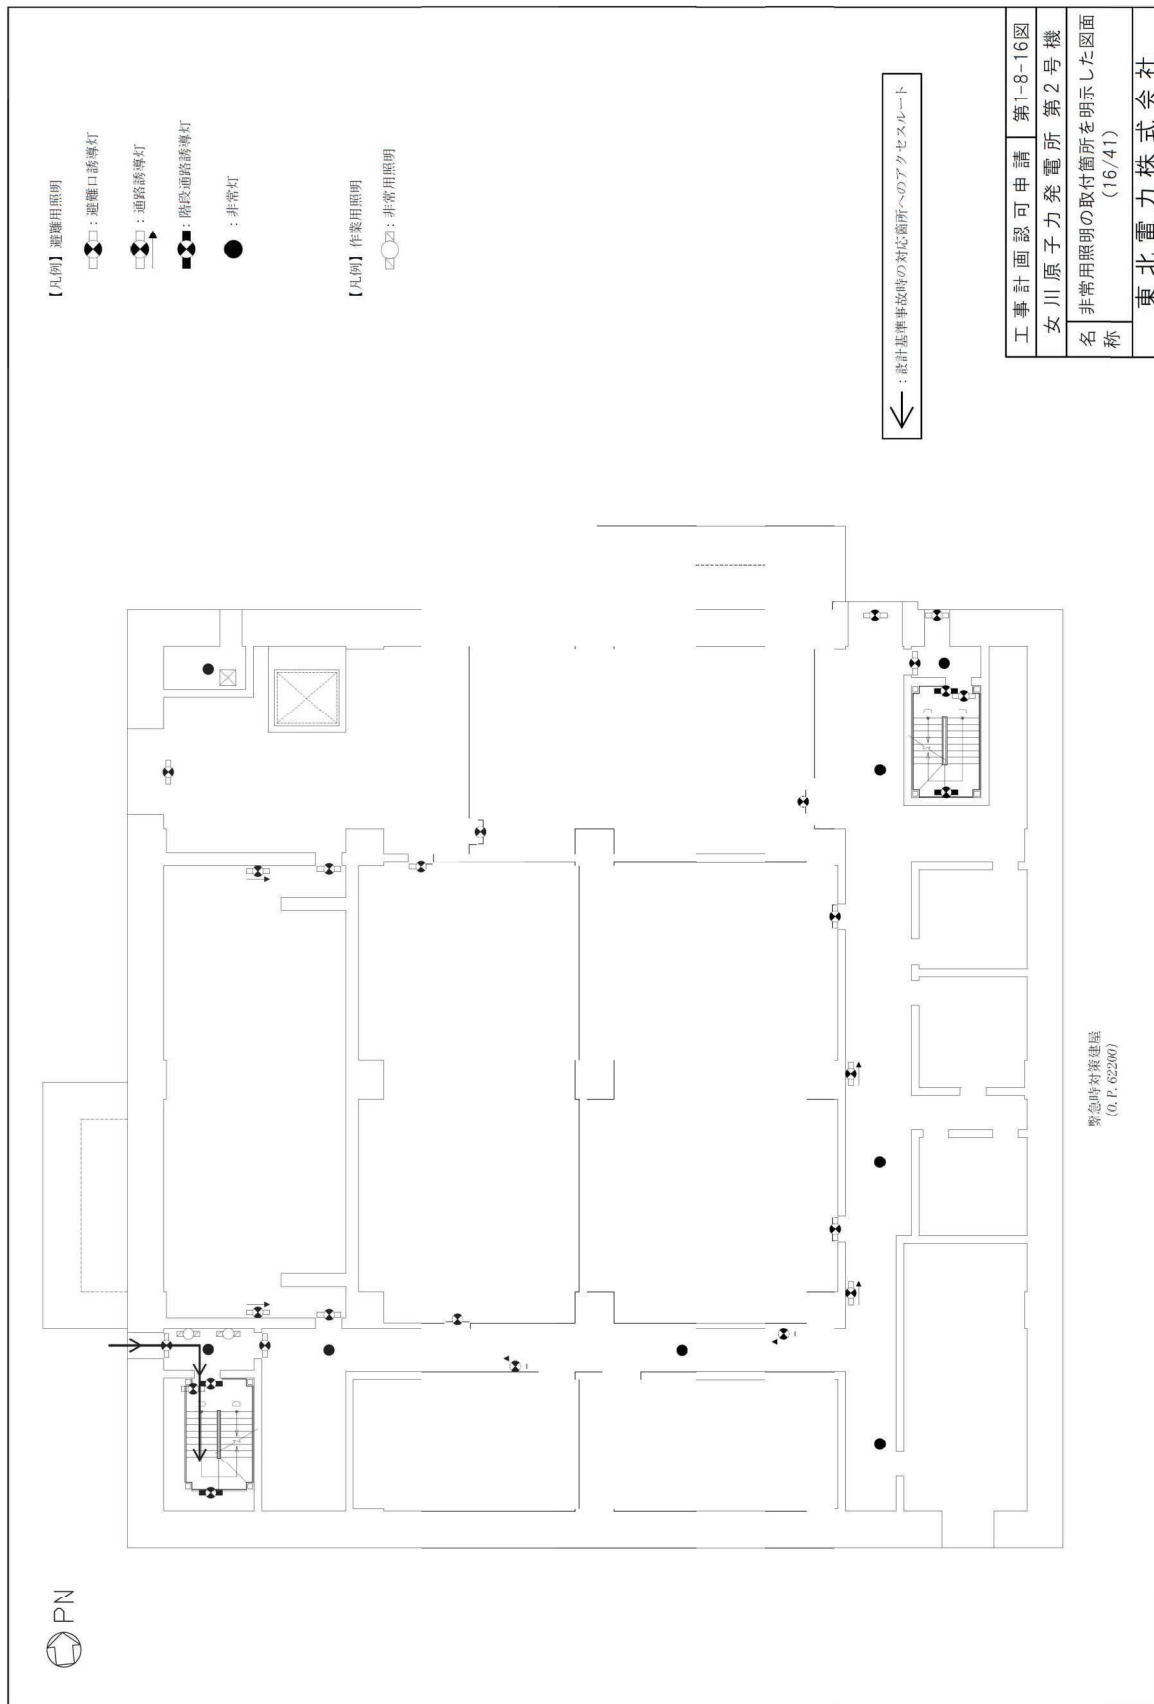 【凡例】避難用照明
：避難口誘導灯
：通路誘導灯
：階段通路誘導灯
：非常灯
【凡例】作業用照明
：非常用照明
：設計基準事故時の対応箇所へのアクセスルート
PN
緊急時対策建屋
(O.P. 62200)
工事計画認可申請 第1-8-16図
女川原子力発電所 第2号機
名称 非常用照明の取付箇所を明示した図面
(16/41)
東北電力株式会社